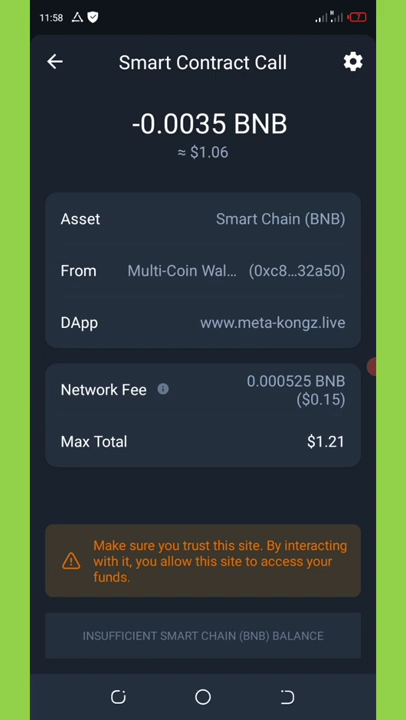 11:58
7
Smart Contract Call
-0.0035 BNB
≈ $1.06
Asset Smart Chain (BNB)
From Multi-Coin Wal... (0xc8...32a50)
DApp www.meta-kongz.live
Network Fee 0.000525 BNB
($0.15)
Max Total $1.21
Make sure you trust this site. By interacting
with it, you allow this site to access your
funds.
INSUFFICIENT SMART CHAIN (BNB) BALANCE